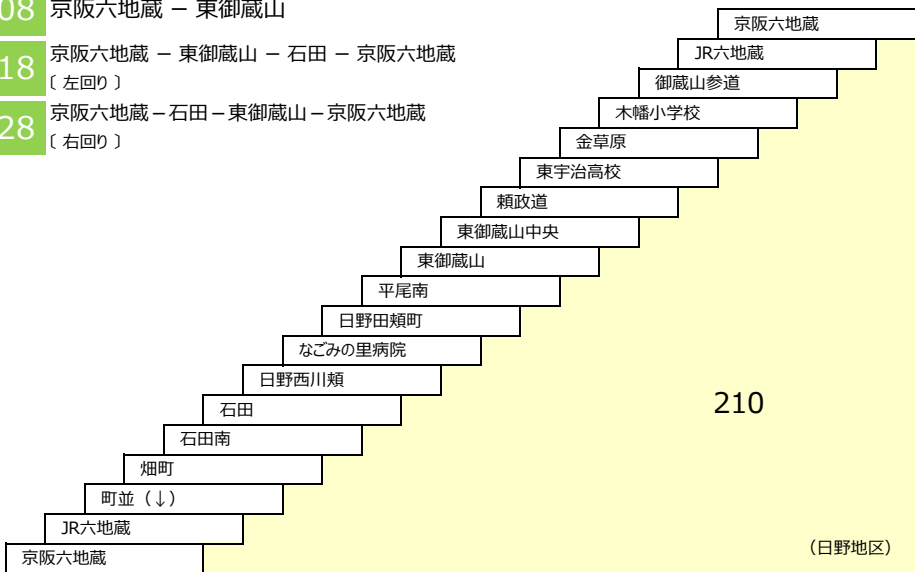 08 京阪六地蔵 － 東御蔵山
18 京阪六地蔵 － 東御蔵山 － 石田 － 京阪六地蔵
〔 左回り 〕
28 京阪六地蔵－石田－東御蔵山－京阪六地蔵
〔 右回り 〕
京阪六地蔵
JR六地蔵
御蔵山参道
木幡小学校
金草原
東宇治高校
頼政道
東御蔵山中央
東御蔵山
平尾南
日野田頬町
なごみの里病院
日野西川頬
石田
石田南
畑町
町並（↓）
JR六地蔵
京阪六地蔵
210
（日野地区）